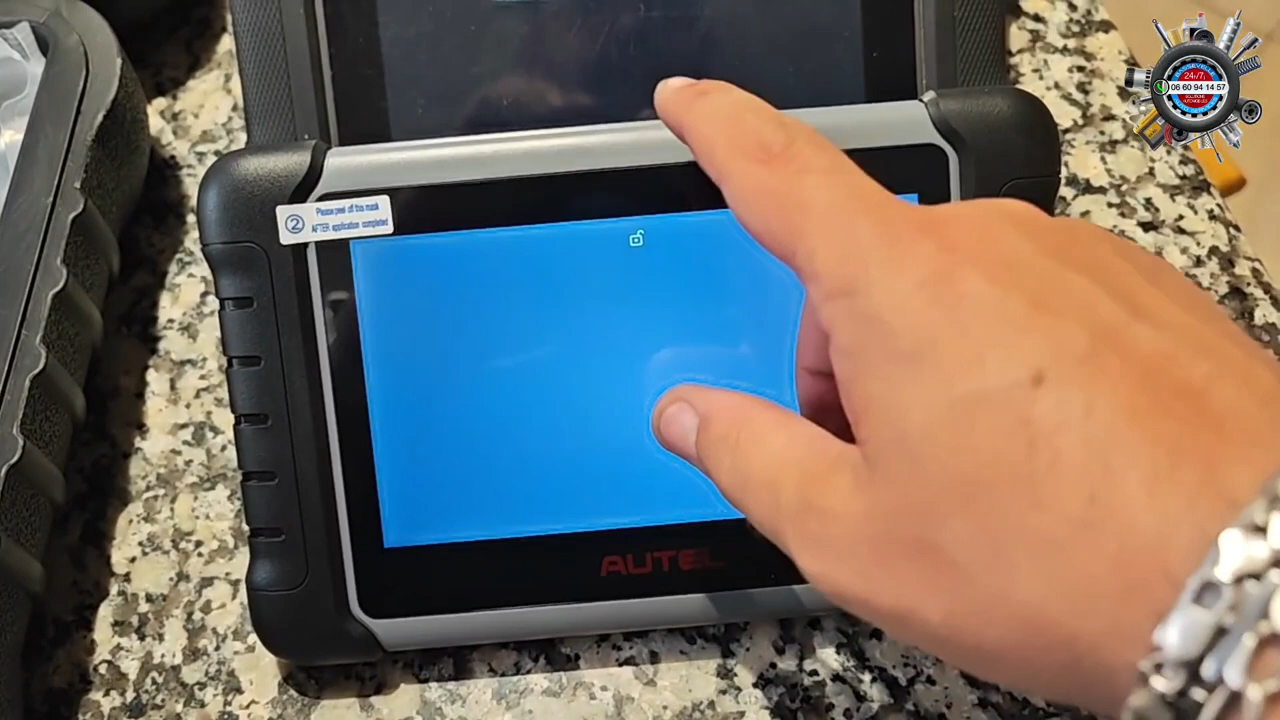 24/7
06 60 94 14 57
②
Please peel off this mask
AFTER application completed
AUTEL